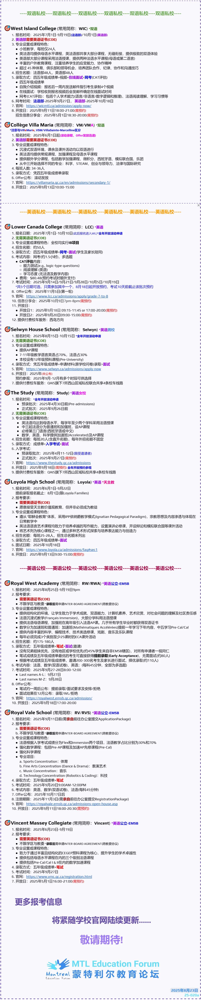 ----双语私校----双语私校----双语私校----双语私校----双语私校----双语私校----
West Island College (常用简称：WIC) *双语
1. 报名时间：2025年7月1日-9月19日(法语部)/10月1日(英语部)
2. 英语部需要英语证书(COE)
3. 专业设置或课程特色：
● 小班教学，每班仅24人
● 英法语均提供母语水平课程，英法语部共享大部分课程，无缝衔接，提供极致的双语体验
● 英语部大部分课程采用法语授课，提供两种法语水平课程(母语或第二语言)
● 丰富的户外教育课程，注重培养学生的应变能力、协作精神
● 超过 45 种体育、俱乐部和领导机会，培养团队合作、纪律、协作和沟通技巧
4. 招生名额：法语部48人，英语部48人
5. 录取方式：四五年级成绩单+视频+在线面试+网考(CAT评估)
● 四五年级成绩单
● 自我介绍视频：报名后一周内发送邮件指引考生录制4个视频
● 在线面试：学校收到报名视频后会发邮件确定在线面试时间
● 网考(CAT评估)：包括个人学术能力(语言/非语言/数字逻辑和推理)、法语阅读理解、学习习惯等
6. 网考时间：法语部-2025年9月27日， 英语部-2025年10月18日
7. 官网：https://wicmtl.ca/admission/apply-now/
8. 开放日：2025年9月11日18:00-21:00(需预约)
招生信息分享会：2025年5月1日18:30-20:00(需预约)
Collège Villa Maria (常用简称：VM/VMA) *双语
*注意与VilleMarie, VSM/VillaSainte-Marcelline区分
1. 报名时间：2025年6月1日起(滚动录取，Offer发放迅速)
2. 英语部需要英语证书(COE)
3. 专业设置或课程特色：
● 沉浸式双语环境，课余及课外活动均以双语进行
● 英法语均提供常规课程、加强课程及母语水平课程
● 提供额外学分课程，包括数学加强课程、微积分、西班牙语、模拟联合国、乐团
● 从中三开始选择不同的专业：科学、STEAM、创业与领导力、法律与国际研究
4. 每班人数: 34-36人
5. 录取方式：凭四五年级成绩单录取
6. Offer公布：滚动发放
7. 官网：https://villamaria.qc.ca/en/admissions/secondary-1/
8. 开放日：2025年9月13日10:00-15:00
----英语私校----英语私校----英语私校----英语私校----英语私校----英语私校----
Lower Canada College (常用简称：LCC) *英语
1. 报名日期：2025年7月1日-10月10日(此后报名进入WL)*全年开放滚动申请
2. 无需英语证书(COE)
3. 专业设置或课程特色：全校均实行IB项目
4. 招生名额：约50人
5. 录取方式：四五年级成绩单+网考+面试(学生及家长陪同)
6. 考试内容：网考(约1.5小时)，多选题
● CAT评估内容：
○ 能力测试(e.g., logic-type questions)
○ 阅读理解 (英语)
○ 学习态度 (无法语及数学内容)
● 费用：$80.48(预约考试时额外支付)
7. 考试时间：2025年9月14日/9月21日/9月28日/10月5日/10月19日
*共5个日期可选，只需参加其中一个，8月18日起开放预约，考试10天前截止该批次预约
8. Offer公布：2025年11月5日(第一轮)
9. 官网：https://www.lcc.ca/admissions/apply/grade-7-to-8
10. 信息分享会：2025年10月9日7pm-8pm(需预约)
11. 开放日：
● 开放日1：2025年9月18日 09:15-11:45 or 17:00-20:00(需预约)
● 开放日2：2025年9月20日09:00-15:00(需预约)
12. 提供付费校车服务：西岛方向
Selwyn House School (常用简称：Selwyn) *英语男校
1. 报名时间：2025年8月15日-10月15日 *全年开放滚动申请
2. 无需英语证书(COE)
3. 专业设置或课程特色：
● 提供AP课程
● 7-11年级教学语言英语占70%，法语占30%
● 本校设有12年级预科课程(Pre-University)
4. 录取方式：凭五年级成绩单+申请材料(原学校问卷)录取+面试
5. 官网：https://www.selwyn.ca/admissions/apply-now
6. 开放日：2025年(未公布)
预约参观：2025年9月-12月有多个时段可供选择
7. 提供付费校车服务：QAIS旗下7所西山区域私校联合共享4条校车线路
The Study (常用简称：Study) *英语女校
1. 报名时间：*全年开放滚动申请
● 预录批次：2025年4月30日前(Pre-admissions)
● 正式批次：2025年9月26日前
2. 无需英语证书(COE)
3. 专业设置或课程特色：
● 英法语均达到母语水平，每学年至少两个学科采用法语授课
● 中三起法语分为普通班和加强班，设AP课程
● 必修第三门语言(西班牙语或中文)
● 数学、英语、科学提供加速班(Accelerated)及AP课程
4. 招生名额：每班20人(含直升名额)，每年外招名额不固定
5. 录取方式：成绩单+入学考试+面试
6. 入学考试：
● 预录取批次：2025年4月11-12日(限受邀请者)
● 正式批次：2025年9月27日(需预约)
7. 官网：https://www.thestudy.qc.ca/admissions
8. 开放日：2025年9月18日(需预约) 全年开放预约参观
9. 提供付费校车服务：QAIS旗下7所西山区域私校共享4条校车线路
Loyola High School (常用简称：Loyola) *英语 *天主教
1. 报名时间：2025年6月1日-9月22日
提前录取报名截止：8月1日(限Loyola Families)
2. 报考要求：
● 需要英语证书(COE)
● 愿意接受天主教价值观教育，但并非必须成为教徒
3. 专业设置或课程特色：
● 遵从“耶稣会教育”体系，采用IPP依纳爵教学模式(Ignatian Pedagogical Paradigm)，宗教思想及内容渗透与体现在
日常教学中
● 英法语语言艺术课程均致力于培养卓越的写作能力，设置演讲必修课，开设辩论和模拟联合国等课外活动
● 将艺术列为核心课程之一，通过多种艺术形式探索与培养表达能力与创造力
4. 招生名额：每班25-28人，招生总名额未列出
5. 录取方式：四五年级成绩单+面试
6. 面试日期：2025年10月18日
7. 官网：https://www.loyola.ca/admissions/faq#sec1
8. 开放日：2025年9月13日9:00-15:00(需预约)
----英语公校----英语公校----英语公校----英语公校----英语公校----英语公校----
Royal West Academy (常用简称：RW/RWA) *英语公立-EMSB
1. 报名时间：2025年8月25日-9月19日9pm
2. 报考要求：
● 需要英语证书(COE)
● 不限学区与教委 *录取后需申请INTER-BOARD AGREEMENT(跨教委协议)
3. 专业设置或课程特色：
● 提供结构化的环境，让学生致力于学术成就、双语能力、计算机素养、艺术欣赏、对社会问题的理解及社区责任感
● 法语沉浸式教学(Français Immersion)，大部分学科用法语授课
● 提供法语母语课程，加强班在高年级引入法语AP课。几乎所有学生毕业时都获得双语证书
● 数学分为加速班和普通班：加速班(Mathématiques Accélérées)提前一年学习下年内容，中五学习Pre-Cal/Cal
● 提供内容丰富的科学、编程技术、技术类选修课、戏剧、音乐及乐队课程
● 每年必须完成3个类别至少25课时的ECA课外活动
4. 招生名额：约175-180人
5. 录取方式：五年级成绩单+笔试+面试(邀请)
● 没有兄弟姐妹优先，没有地区或学校优先(约45%学生来自非EMSB辖区)，对所有申请者一视同仁
● 笔试成绩及五年级成绩单最优的考生可直接获得提前录取(Early Acceptance)，无需面试(约80人)
● 根据考试成绩及五年级成绩单，邀请200-300名考生及家长进行面试，择优录取(约110人)
6. 考试内容：法语、数学(双语试卷)、英语；(每科45分钟，全部为多选题)
7. 考试时间：2025年9月27-28日8:00-12:00
● Last names A-L：9月27日
● Last names M-Z：9月28日
8. Offer公布：
● 笔试约一周后公布：提前录取/面试要求及安排/拒绝
● 面试结果在12月公布：录取/WL/拒绝
9. 官网：https://royalwest.emsb.qc.ca/admission/
10. 开放日：2025年9月18日17:00-20:00
Royal Vale School (常用简称：RV/RVS) *英语公立-EMSB
1. 报名时间：2025年9月11日前(需亲自前往办公室提交ApplicationPacket)
2. 报考要求：
a. 需要英语证书(COE)
b. 不限学区与教委 *录取后需申请INTER-BOARD AGREEMENT(跨教委协议)
3. 专业设置或课程特色：
● 法语根据入学考试成绩分为Flex和Immersion两个项目，法语教学占比分别为30%和70%
● 强化数学课程：包括Pre-AP课程及加速AP先修课程(Pre-Cal)
● 强化科学课程
● 专业项目：
a. Sports Concentration：体育
b. Fine Arts Concentration (Dance & Drama)：表演艺术
c. Music Concentration：音乐
d. Technology Concentration (Robotics & Coding)：科技
4. 录取方式：五年级成绩单+笔试
5. 考试时间：2025年9月20日9:00AM-12:00PM
6. 考试内容：英语、数学(双语试卷)、法语(每科45分钟)
7. Offer公布：2025年10月17日后
8. 注册期限：2025年11月3日(需亲自前往办公室提交RegistrationPacket)
9. 官网：https://royalvale.emsb.qc.ca/admissions-open-house.asp
10. 开放日：2025年9月11日18:00-20:30(需预约)
Vincent Massey Collegiate (常用简称：Vincent) *英语公立-EMSB
1. 报名时间：2025年6月23日-9月19日
2. 报考要求：
● 需要英语证书(COE)
● 不限学区与教委 *录取后需申请INTER-BOARD AGREEMENT(跨教委协议)
3. 专业设置或课程特色：
● 致力于通过丰富且结构化的CEGEP预科课程为核心，提升学生的学术卓越性
● 提供包括母语水平课程在内的三个级别法语课程
● 提供包括Pre-Cal/Cal I & II在内的数学加速课程
4. 录取方式：五年级成绩单+笔试
5. 考试时间：2025年9月27日
6. 官网：https://www.vmc.qc.ca/registration.html
7. 开放日：2025年5月1日16:00-21:00(需预约)
更多报考信息
将紧随学校官网陆续更新......
敬请期待!
Montreal
Education Forum
MTL Education Forum
蒙特利尔教育论坛
2025年8月23日
25-020a